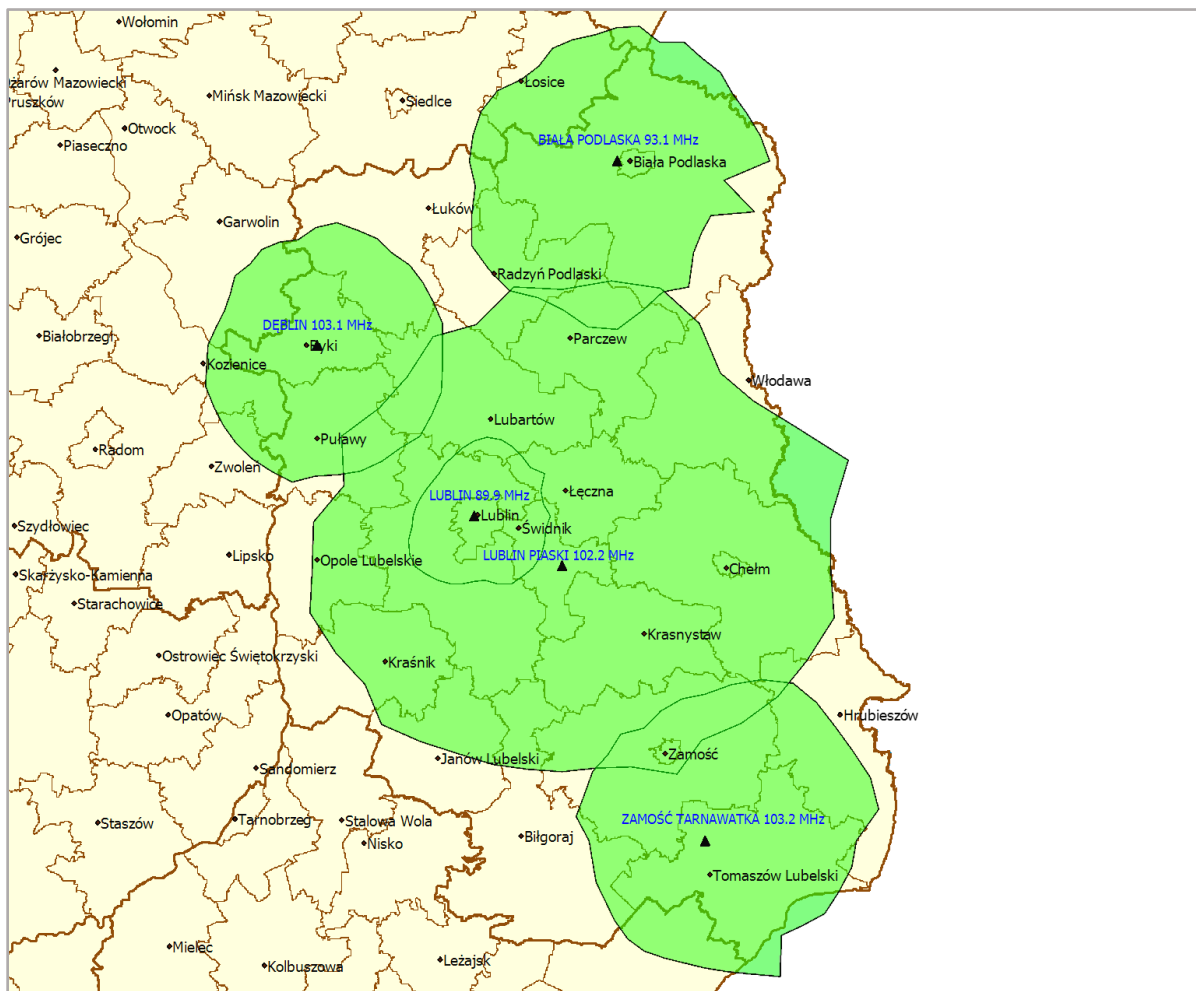 Wołomin
Łosice
Mińsk Mazowiecki
Siedlce
Pruszków
Otwock
Piaseczno
BIAŁA PODLASKA 93.1 MHz
Biała Podlaska
Łuków
Garwolin
Grójec
Radzyń Podlaski
DĘBLIN 103.1 MHz
Ryki
Białobrzegi
Parczew
Kozienice
Włodawa
Lubartów
Puławy
Radom
Zwoleń
LUBLIN 89.9 MHz
Łęczna
Lublin
Świdnik
Szydłowiec
Lipsko
LUBLIN PIASKI 102.2 MHz
Opole Lubelskie
Chełm
Skarżysko-Kamienna
Starachowice
Krasnystaw
Ostrowiec Świętokrzyski
Kraśnik
Opatów
Hrubieszów
Janów Lubelski
Zamość
Sandomierz
Staszów
Tarnobrzeg
Stalowa Wola
ZAMOŚĆ TARNAWATKA 103.2 MHz
Nisko
Biłgoraj
Tomaszów Lubelski
Mielec
Kolbuszowa
Leżajsk